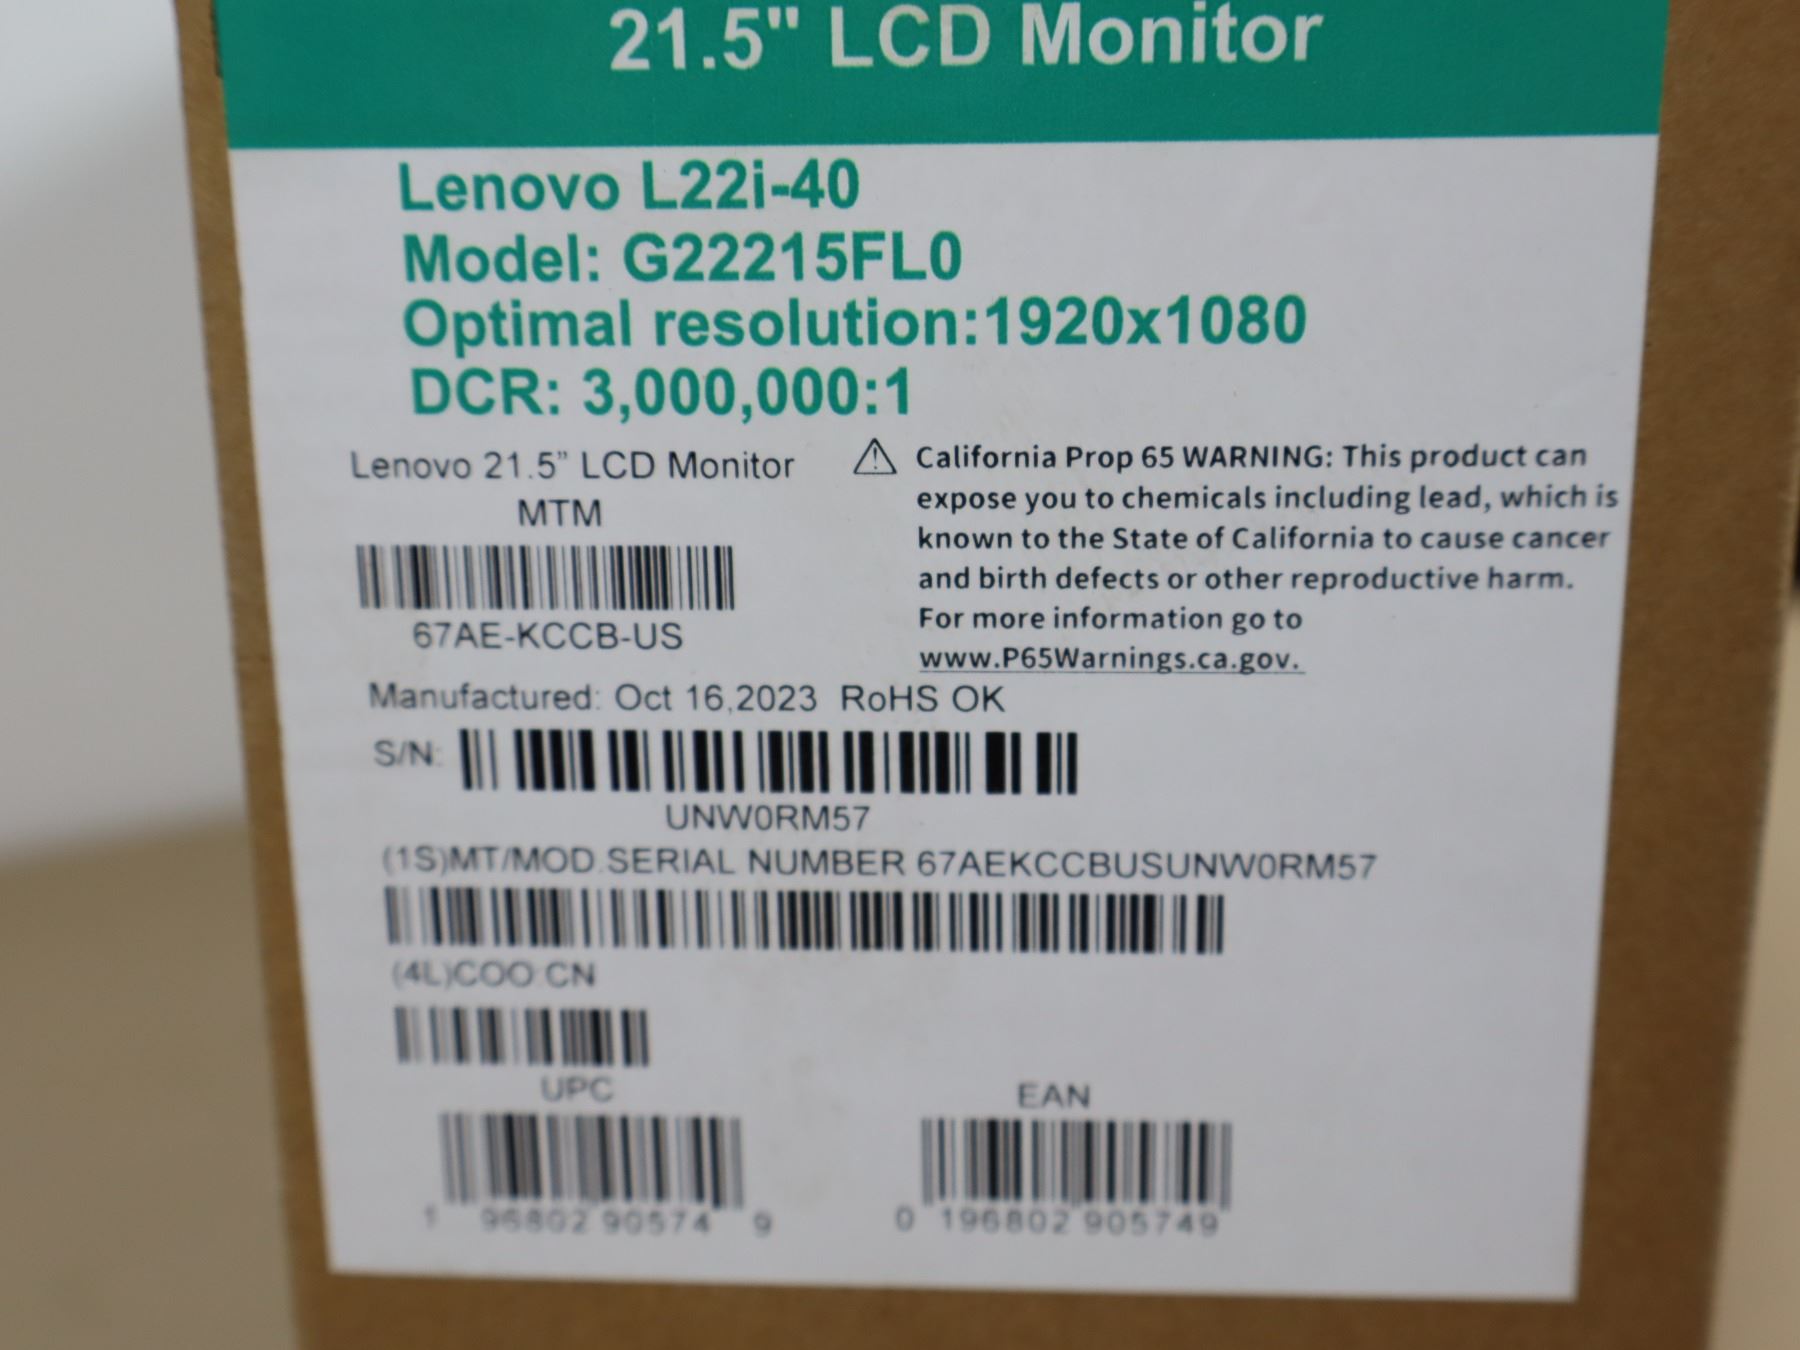 21.5" LCD Monitor
Lenovo L22i-40
Model: G22215FL0
Optimal resolution:1920x1080
DCR: 3,000,000:1
Lenovo 21.5” LCD Monitor
MTM
67AE-KCCB-US
⚠ California Prop 65 WARNING: This product can
expose you to chemicals including lead, which is
known to the State of California to cause cancer
and birth defects or other reproductive harm.
For more information go to
www.P65Warnings.ca.gov.
Manufactured: Oct 16,2023 RoHS OK
S/N:
UNW0RM57
(1S)MT/MOD.SERIAL NUMBER 67AEKCCBUSUNW0RM57
(4L)COO:CN
UPC
1 96802 90574 9
EAN
0 196802 905749